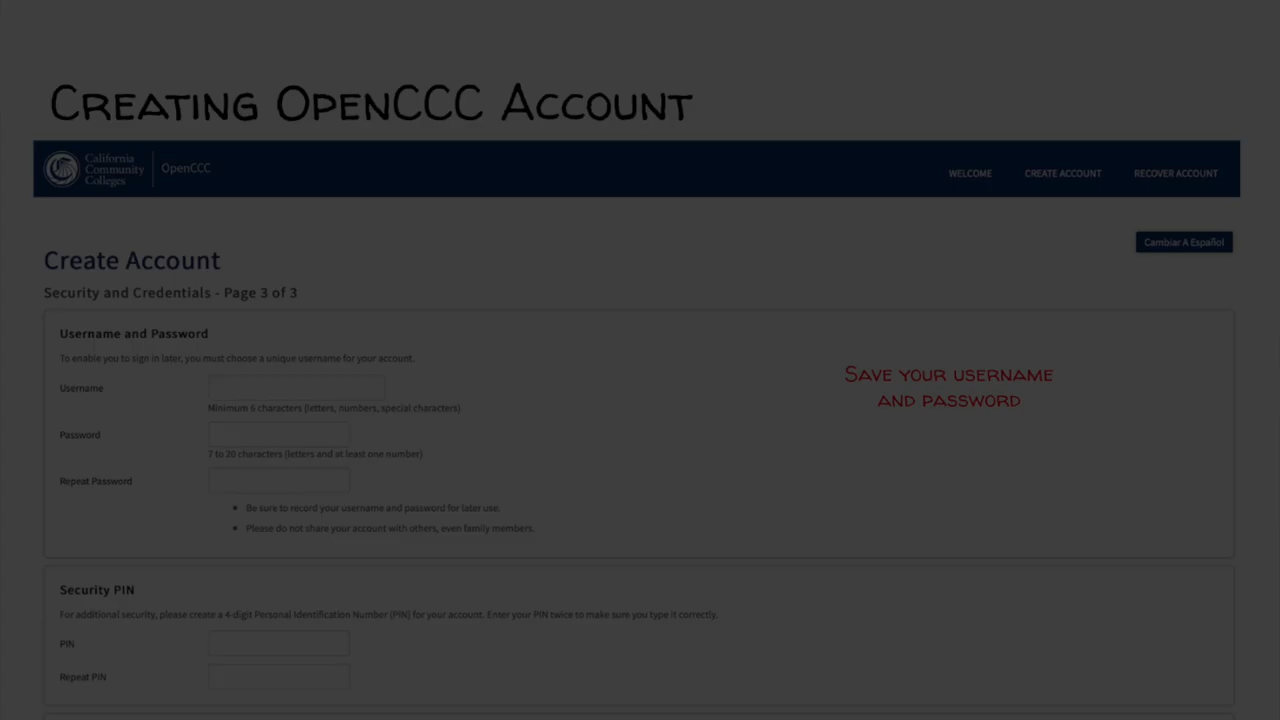 Creating OpenCCC Account
California
Community
Colleges
OpenCCC
WELCOME
CREATE ACCOUNT
RECOVER ACCOUNT
Cambiar A Español
Create Account
Security and Credentials - Page 3 of 3
Username and Password
To enable you to sign in later, you must choose a unique username for your account.
Save your username
and password
Username
Minimum 6 characters (letters, numbers, special characters)
Password
7 to 20 characters (letters and at least one number)
Repeat Password
Be sure to record your username and password for later use.
Please do not share your account with others, even family members.
Security PIN
For additional security, please create a 4-digit Personal Identification Number (PIN) for your account. Enter your PIN twice to make sure you type it correctly.
PIN
Repeat PIN